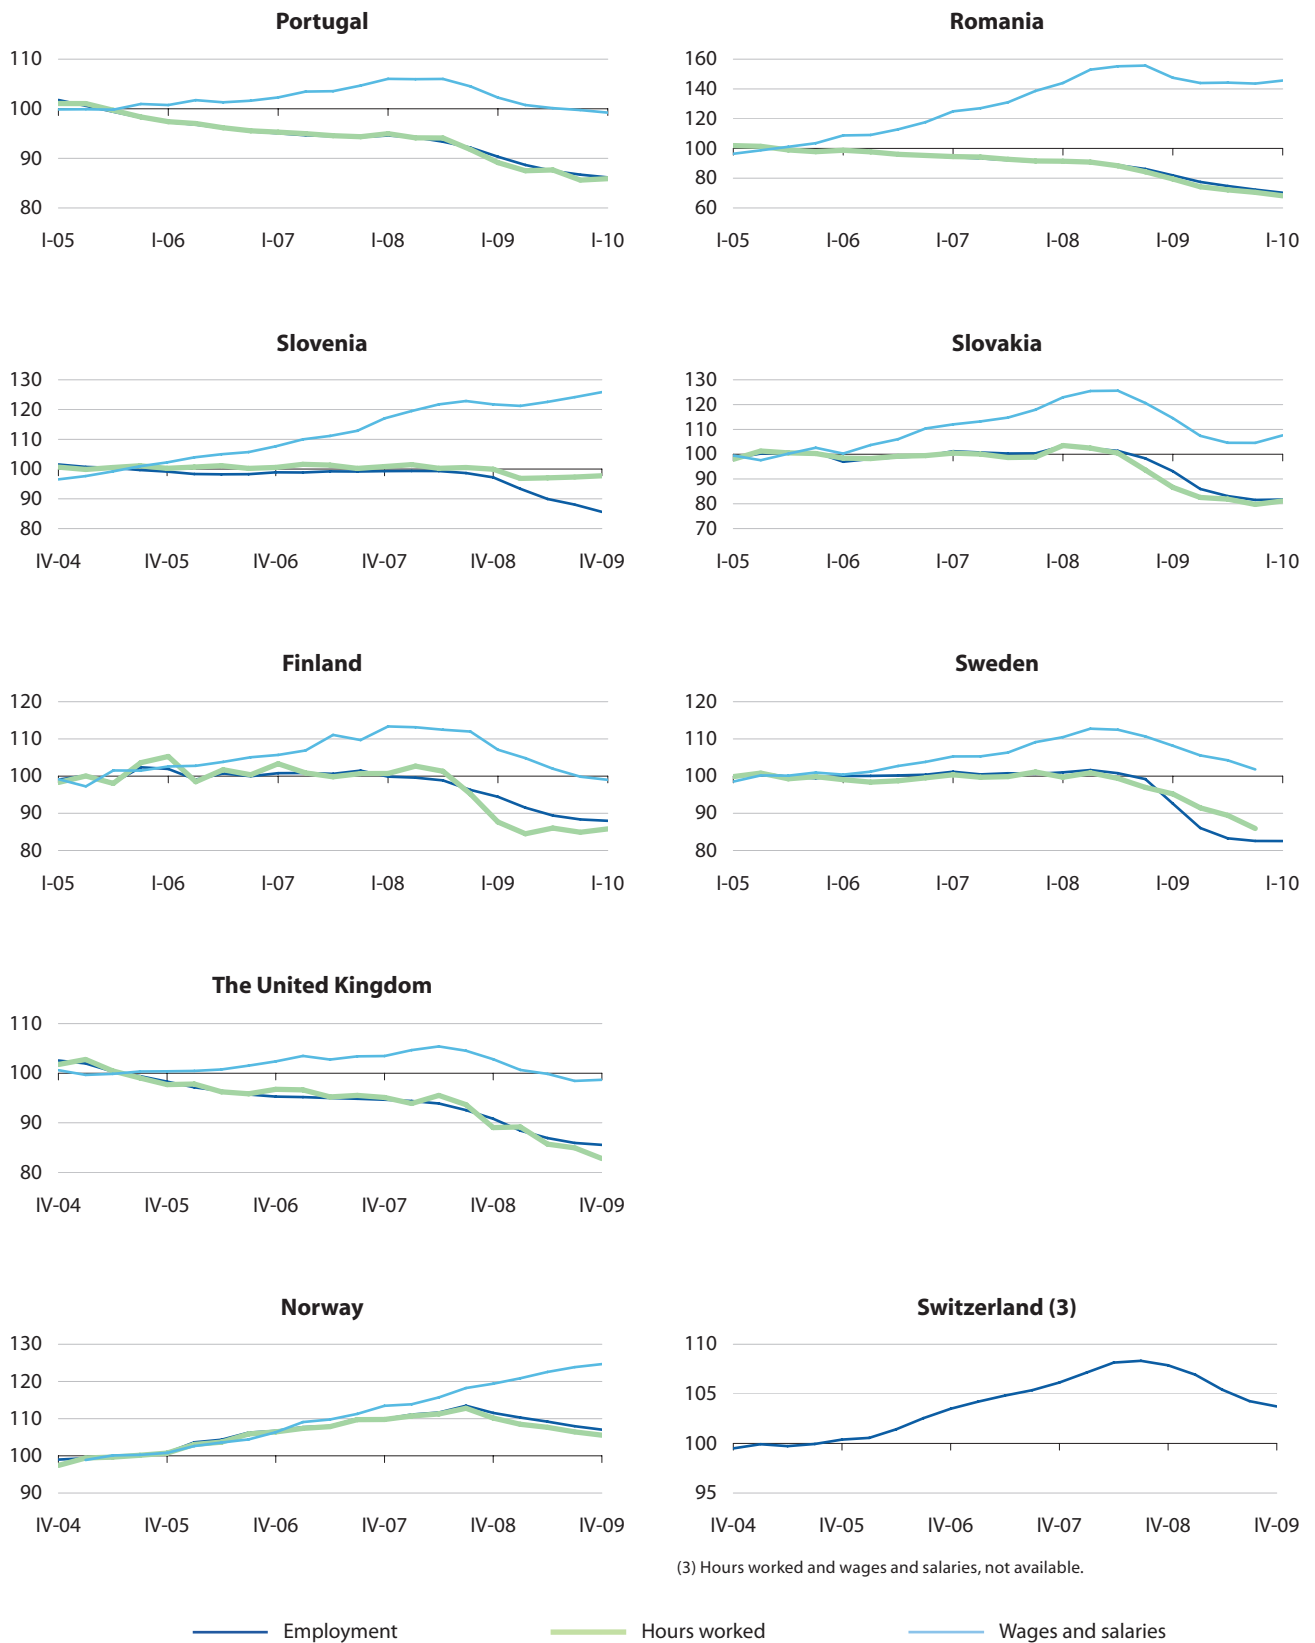 Portugal
110
100
90
80
I-05 I-06 I-07 I-08 I-09 I-10
Romania
160
140
120
100
80
60
I-05 I-06 I-07 I-08 I-09 I-10
Slovenia
130
120
110
100
90
80
IV-04 IV-05 IV-06 IV-07 IV-08 IV-09
Slovakia
130
120
110
100
90
80
70
I-05 I-06 I-07 I-08 I-09 I-10
Finland
120
110
100
90
80
I-05 I-06 I-07 I-08 I-09 I-10
Sweden
120
110
100
90
80
I-05 I-06 I-07 I-08 I-09 I-10
The United Kingdom
110
100
90
80
IV-04 IV-05 IV-06 IV-07 IV-08 IV-09
Norway
130
120
110
100
90
IV-04 IV-05 IV-06 IV-07 IV-08 IV-09
Switzerland (3)
110
105
100
95
IV-04 IV-05 IV-06 IV-07 IV-08 IV-09
(3) Hours worked and wages and salaries, not available.
Employment Hours worked Wages and salaries